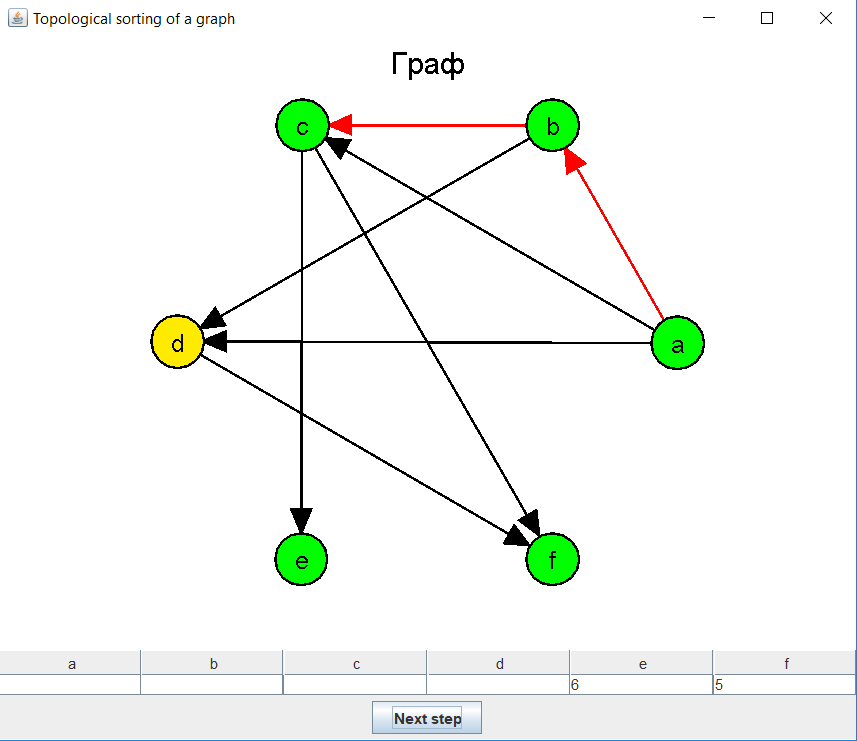 Topological sorting of a graph
Граф
c b
d a
e f
a b c d e f
6 5
Next step